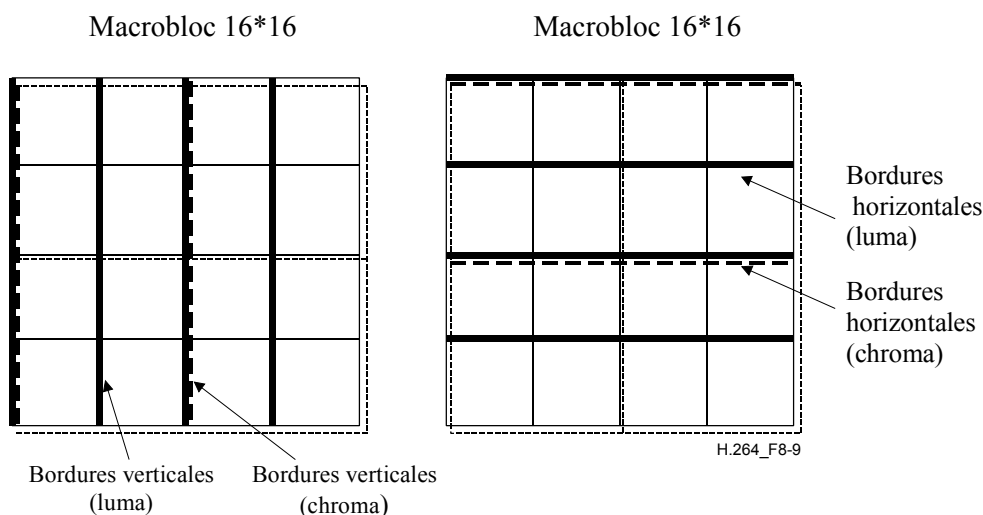 Macrobloc 16*16
Macrobloc 16*16
Bordures
horizontales
(luma)
Bordures
horizontales
(chroma)
H.264_F8-9
Bordures verticales
(luma)
Bordures verticales
(chroma)